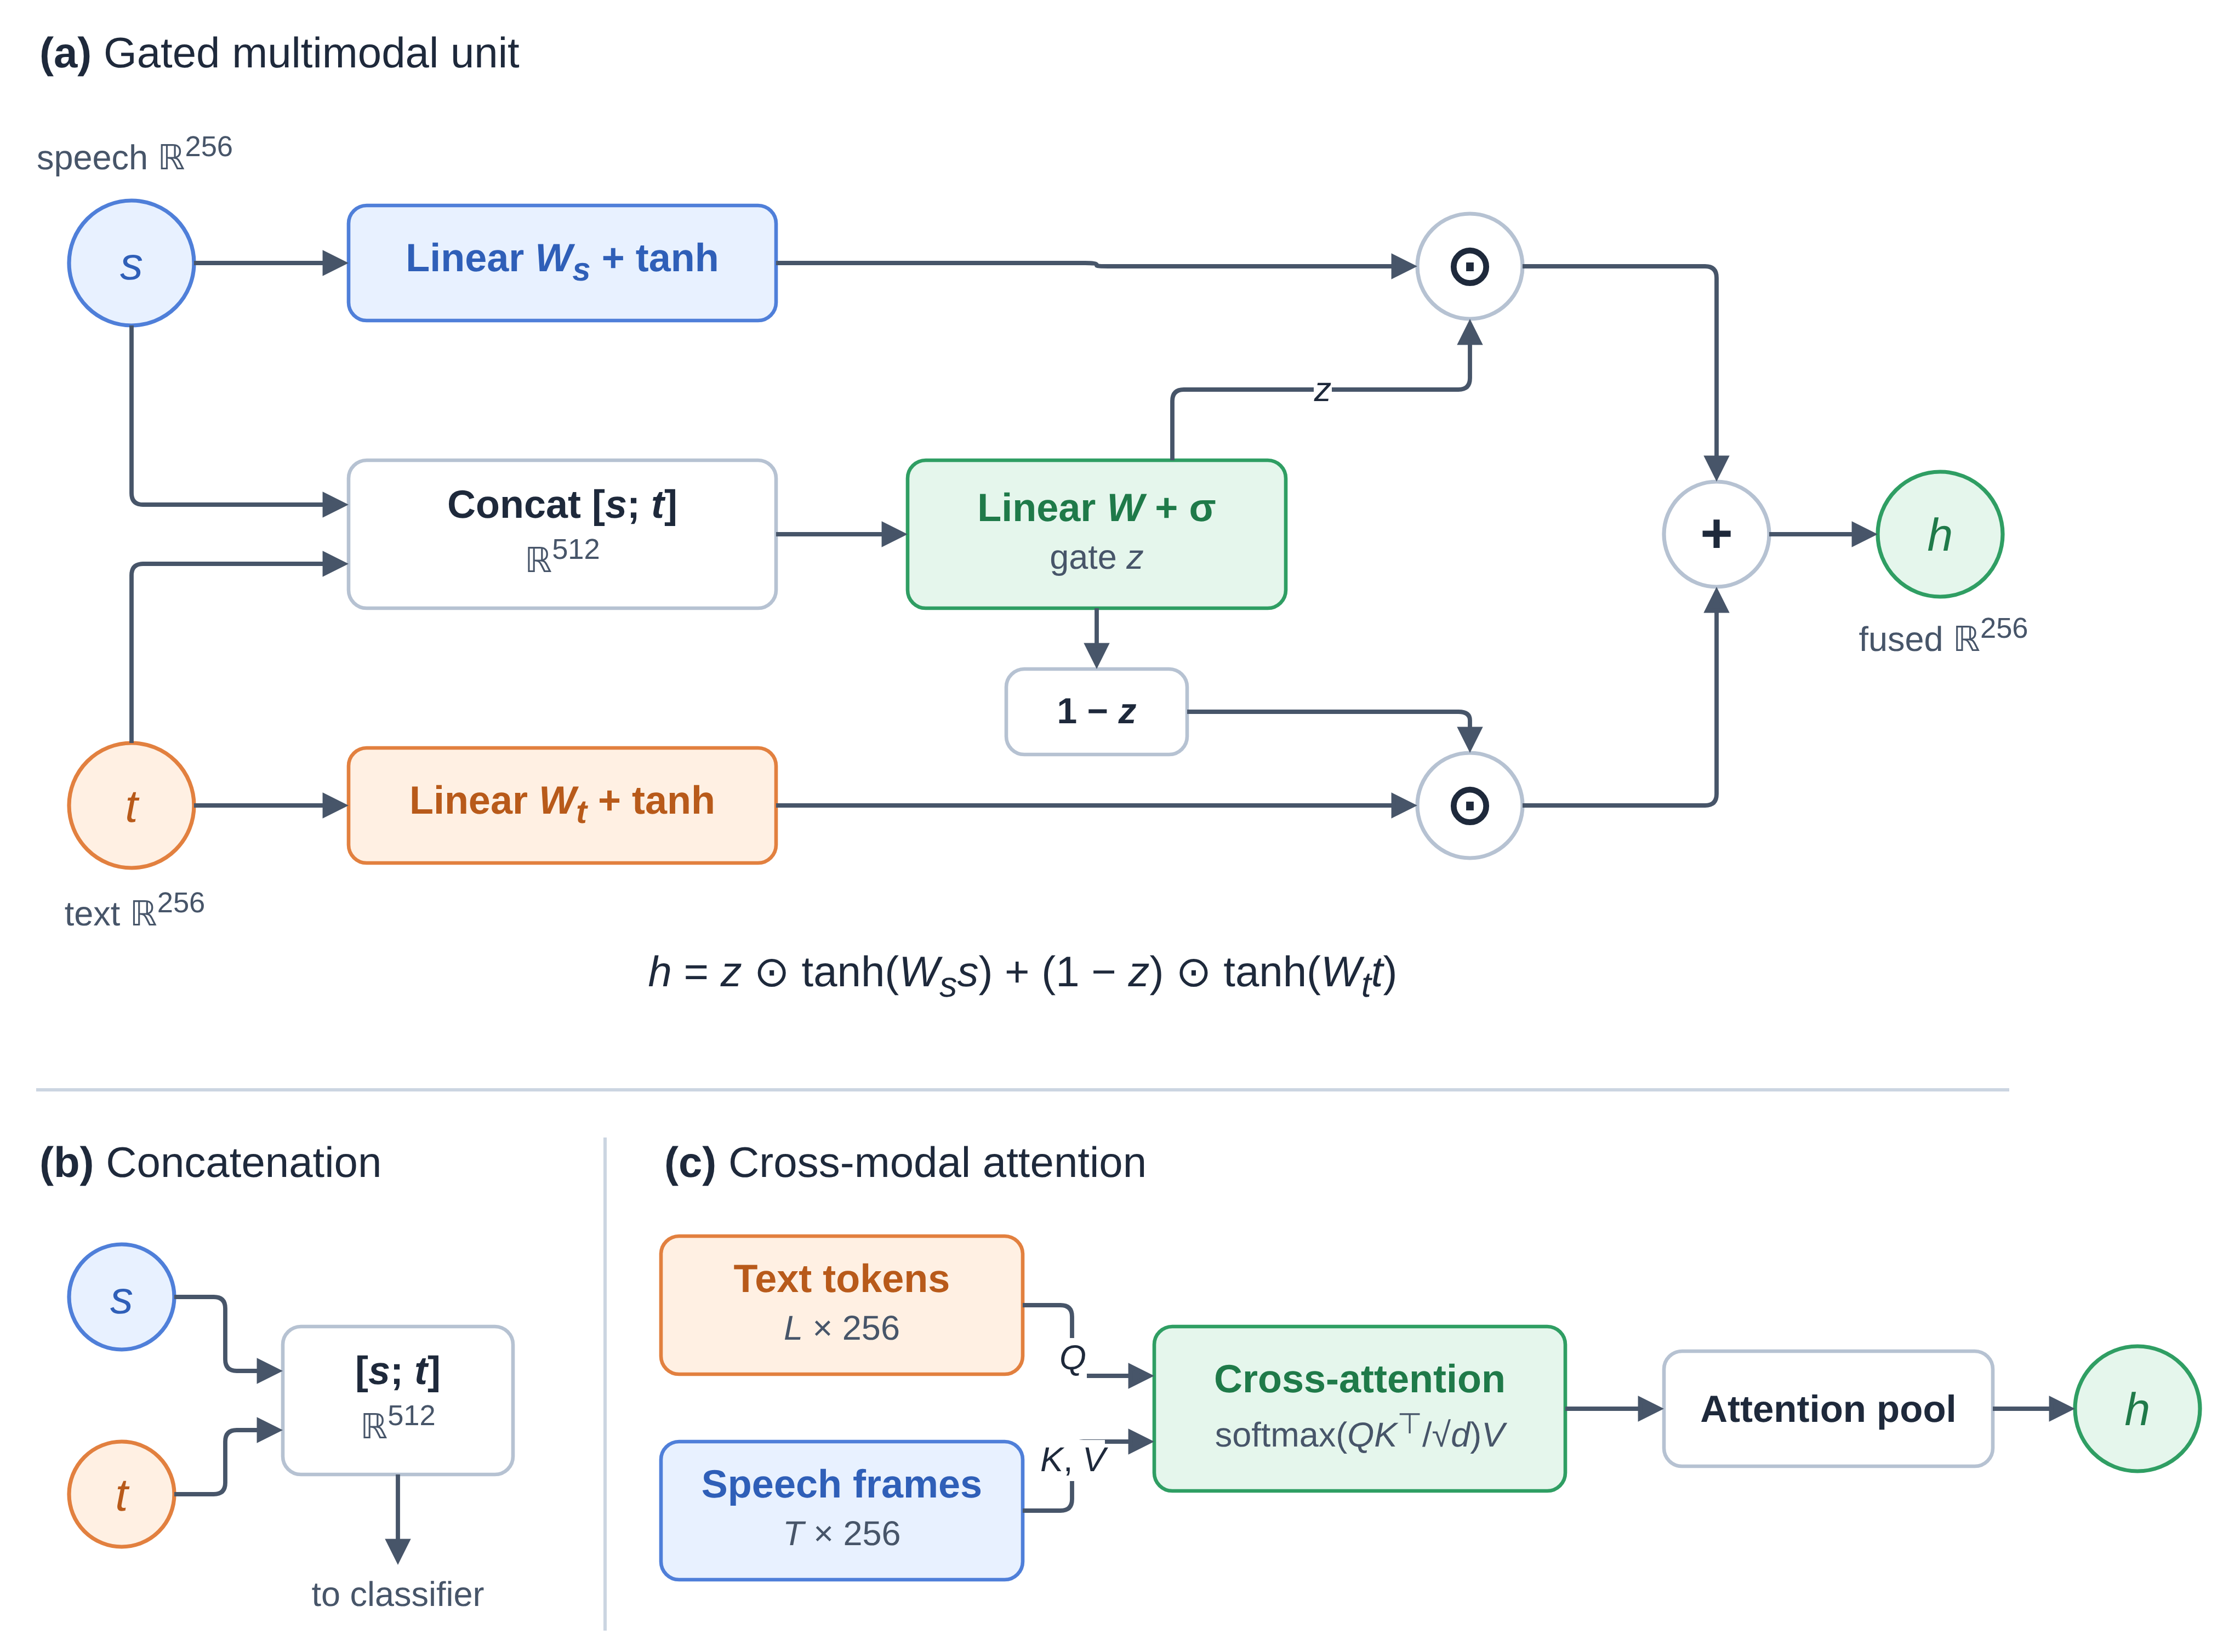 (a) Gated multimodal unit
speech ℝ²⁵⁶
s
Linear Wₛ + tanh
⊙
z
Concat [s; t]
ℝ⁵¹²
Linear W + σ
gate z
+
h
fused ℝ²⁵⁶
1 − z
t
Linear Wₜ + tanh
⊙
text ℝ²⁵⁶
h = z ⊙ tanh(Wₛs) + (1 − z) ⊙ tanh(Wₜt)
(b) Concatenation
s
[s; t]
ℝ⁵¹²
t
to classifier
(c) Cross-modal attention
Text tokens
L × 256
Q
K, V
Speech frames
T × 256
Cross-attention
softmax(QK⊤/√d)V
Attention pool
h